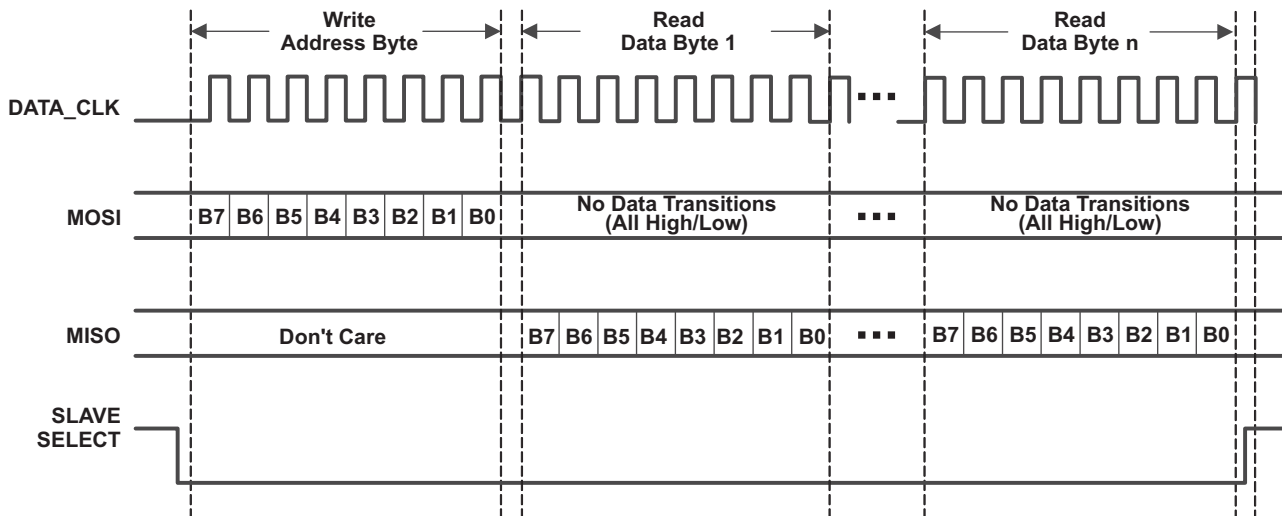 Write
Address Byte
Read
Data Byte 1
Read
Data Byte n
DATA_CLK
MOSI
B7 B6 B5 B4 B3 B2 B1 B0
No Data Transitions
(All High/Low)
No Data Transitions
(All High/Low)
MISO
Don't Care
B7 B6 B5 B4 B3 B2 B1 B0
B7 B6 B5 B4 B3 B2 B1 B0
SLAVE
SELECT